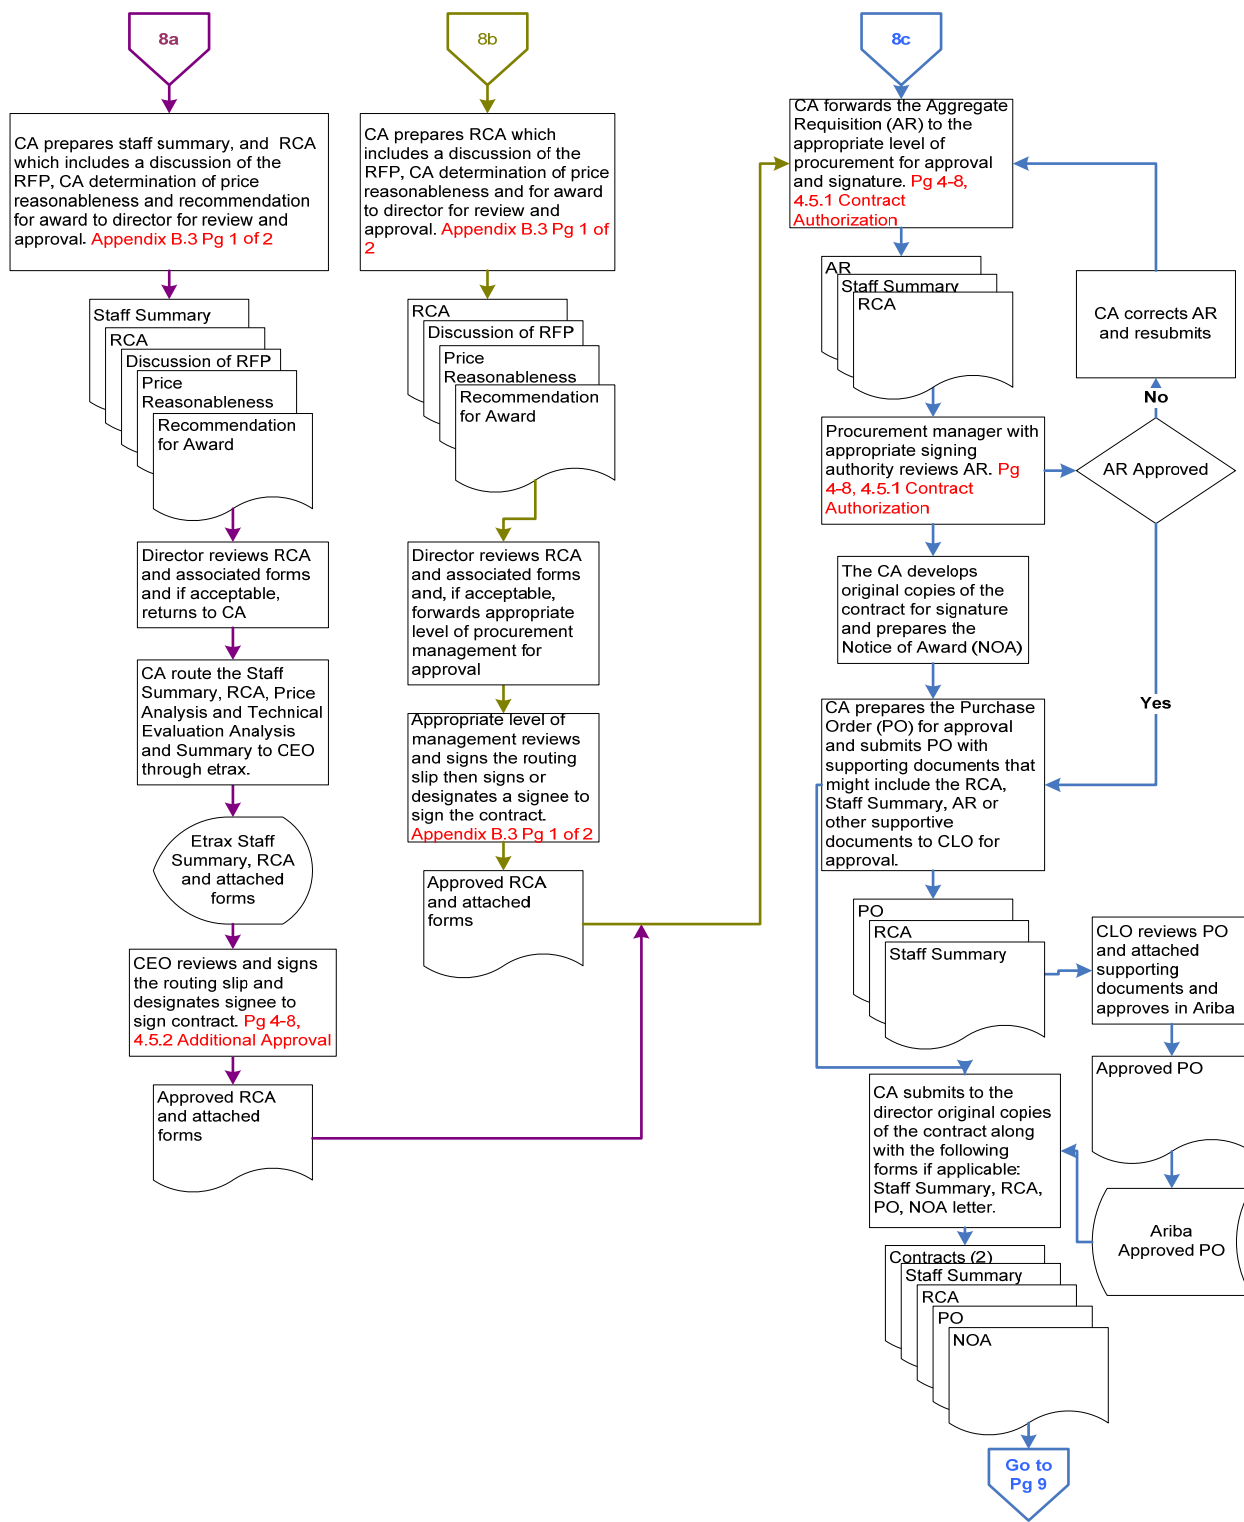 8a
CA prepares staff summary, and RCA
which includes a discussion of the
RFP, CA determination of price
reasonableness and recommendation
for award to director for review and
approval. Appendix B.3 Pg 1 of 2
Staff Summary
RCA
Discussion of RFP
Price
Reasonableness
Recommendation
for Award
Director reviews RCA
and associated forms
and if acceptable,
returns to CA
CA route the Staff
Summary, RCA, Price
Analysis and Technical
Evaluation Analysis
and Summary to CEO
through etrax.
Etrax Staff
Summary, RCA
and attached
forms
CEO reviews and signs
the routing slip and
designates signee to
sign contract. Pg 4-8,
4.5.2 Additional Approval
Approved RCA
and attached
forms
8b
CA prepares RCA which
includes a discussion of the
RFP, CA determination of price
reasonableness and for award
to director for review and
approval. Appendix B.3 Pg 1 of
2
RCA
Discussion of RFP
Price
Reasonableness
Recommendation
for Award
Director reviews RCA
and associated forms
and, if acceptable,
forwards appropriate
level of procurement
management for
approval
Appropriate level of
management reviews
and signs the routing
slip then signs or
designates a signee to
sign the contract.
Appendix B.3 Pg 1 of 2
Approved RCA
and attached
forms
8c
CA forwards the Aggregate
Requisition (AR) to the
appropriate level of
procurement for approval
and signature. Pg 4-8,
4.5.1 Contract
Authorization
AR
Staff Summary
RCA
CA corrects AR
and resubmits
No
Procurement manager with
appropriate signing
authority reviews AR. Pg
4-8, 4.5.1 Contract
Authorization
AR Approved
Yes
The CA develops
original copies of the
contract for signature
and prepares the
Notice of Award (NOA)
CA prepares the Purchase
Order (PO) for approval
and submits PO with
supporting documents that
might include the RCA,
Staff Summary, AR or
other supportive
documents to CLO for
approval.
PO
RCA
Staff Summary
CLO reviews PO
and attached
supporting
documents and
approves in Ariba
Approved PO
Ariba
Approved PO
CA submits to the
director original copies
of the contract along
with the following
forms if applicable:
Staff Summary, RCA,
PO, NOA letter.
Contracts (2)
Staff Summary
RCA
PO
NOA
Go to
Pg 9